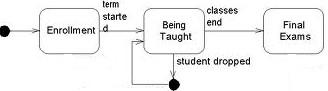 term
starte
d
Enrollment
Being
Taught
classes
end
Final
Exams
student dropped